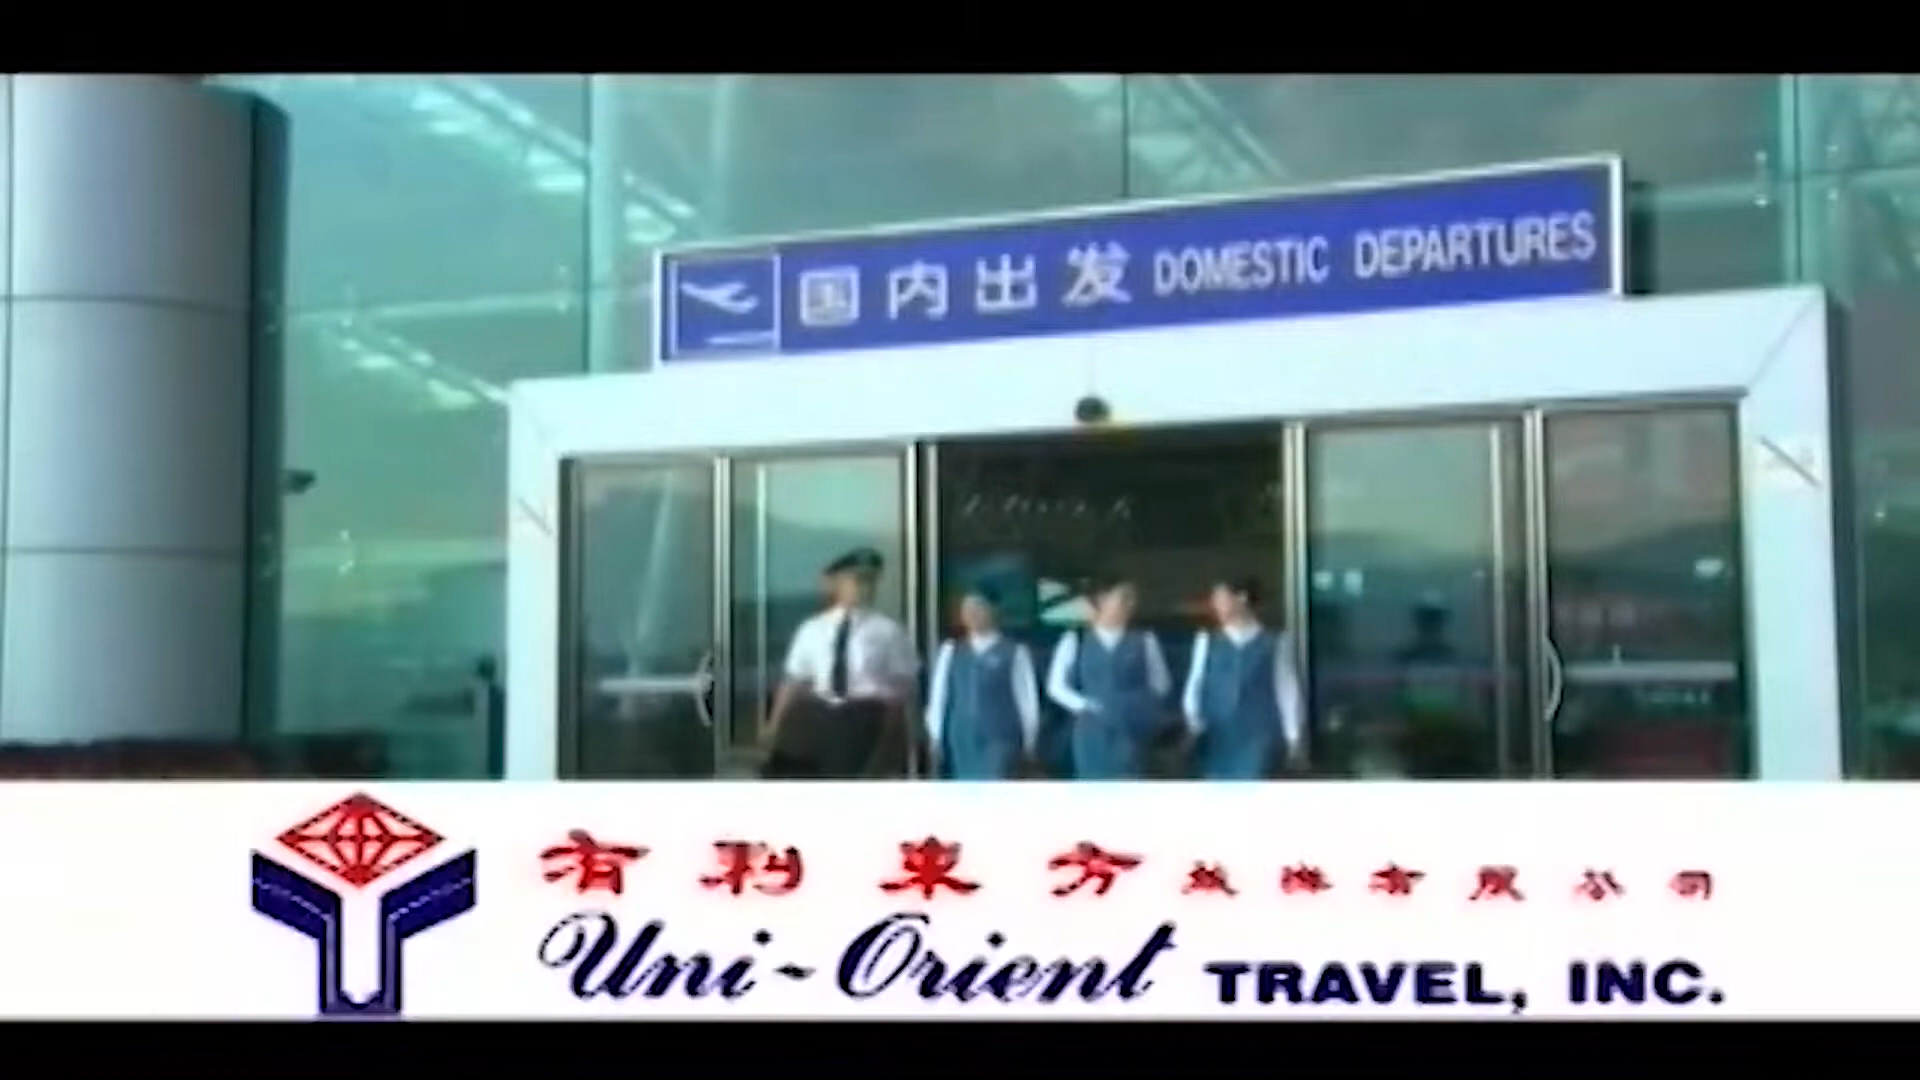 国内出发 DOMESTIC DEPARTURES
有利東方旅遊有限公司
Uni-Orient TRAVEL, INC.